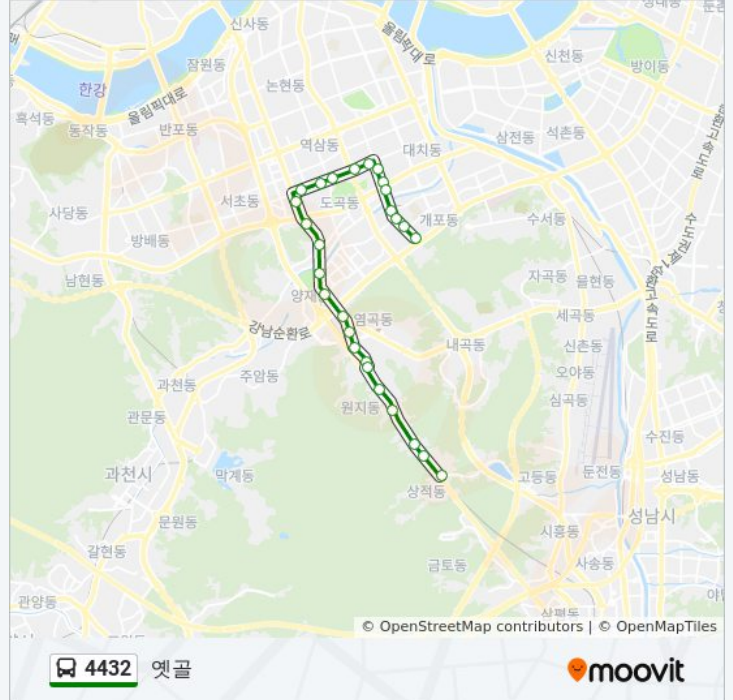 신사동
신천동
잠원동
올림픽대로
방이동
한강
논현동
올림픽대로
흑석동
동작동
반포동
역삼동
대치동
삼전동
석촌동
사당동
서초동
도곡동
개포동
수서동
방배동
남현동
자곡동
율현동
양재
세곡동
염곡동
강남순환로
내곡동
신촌동
오야동
주암동
과천동
원지동
심곡동
관문동
수진동
과천시
막계동
상적동
고등동
둔전동
성남동
문원동
성남시
시흥동
갈현동
금토동
사송동
관양동
삼평동
© OpenStreetMap contributors | © OpenMapTiles
4432 옛골
moovit